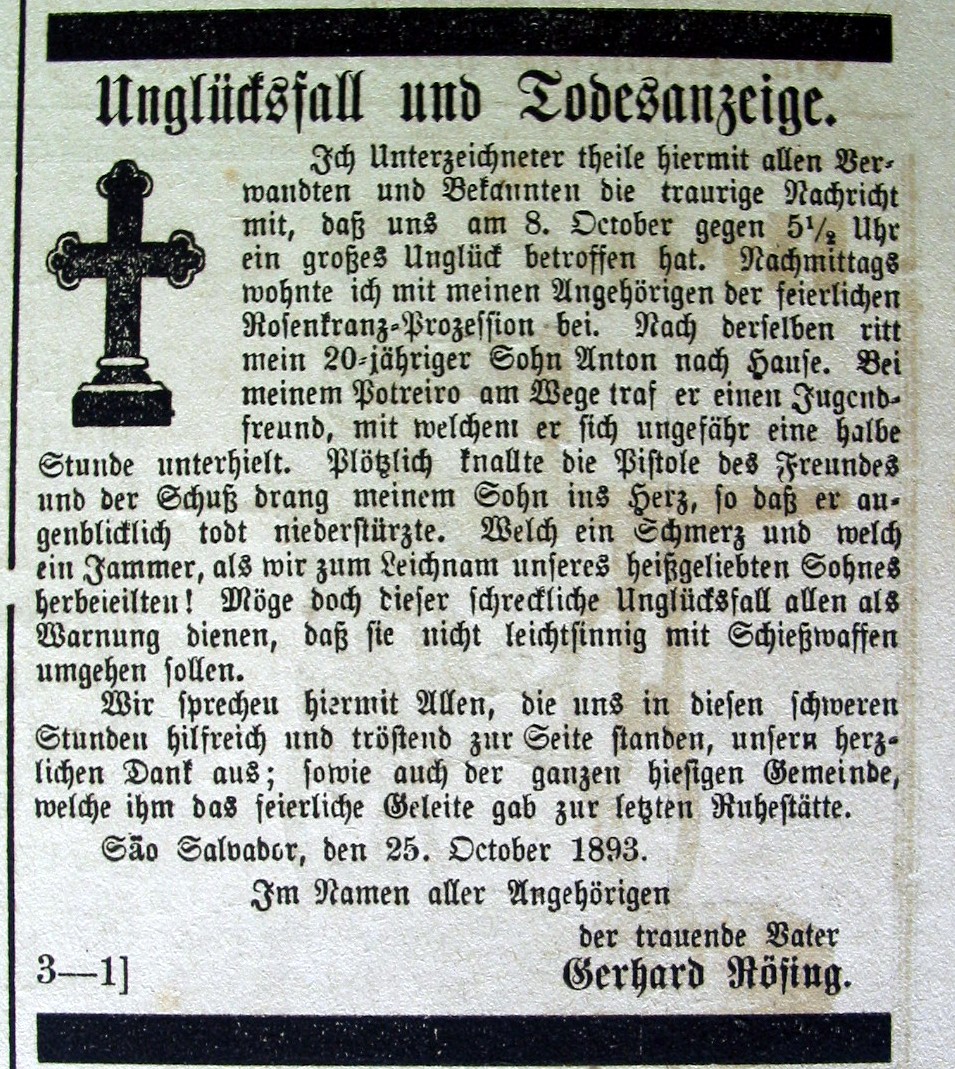 Unglücksfall und Todesanzeige.
Ich Unterzeichneter theile hiermit allen Ver-
wandten und Bekannten die traurige Nachricht
mit, daß uns am 8. October gegen 5½ Uhr
ein großes Unglück betroffen hat. Nachmittags
wohnte ich mit meinen Angehörigen der feierlichen
Rosenkranz-Prozession bei. Nach derselben ritt
mein 20-jähriger Sohn Anton nach Hause. Bei
meinem Potreiro am Wege traf er einen Jugend-
freund, mit welchem er sich ungefähr eine halbe
Stunde unterhielt. Plötzlich knallte die Pistole des Freundes
und der Schuß drang meinem Sohn ins Herz, so daß er au-
genblicklich todt niederstürzte. Welch ein Schmerz und welch
ein Jammer, als wir zum Leichnam unseres heißgeliebten Sohnes
herbeieilten! Möge doch dieser schreckliche Unglücksfall allen als
Warnung dienen, daß sie nicht leichtsinnig mit Schießwaffen
umgehen sollen.
Wir sprechen hiermit Allen, die uns in diesen schweren
Stunden hilfreich und tröstend zur Seite standen, unsern herz-
lichen Dank aus; sowie auch der ganzen hiesigen Gemeinde,
welche ihm das feierliche Geleite gab zur letzten Ruhestätte.
São Salvador, den 25. October 1893.
Im Namen aller Angehörigen
der trauende Vater
3—1] Gerhard Rösing.